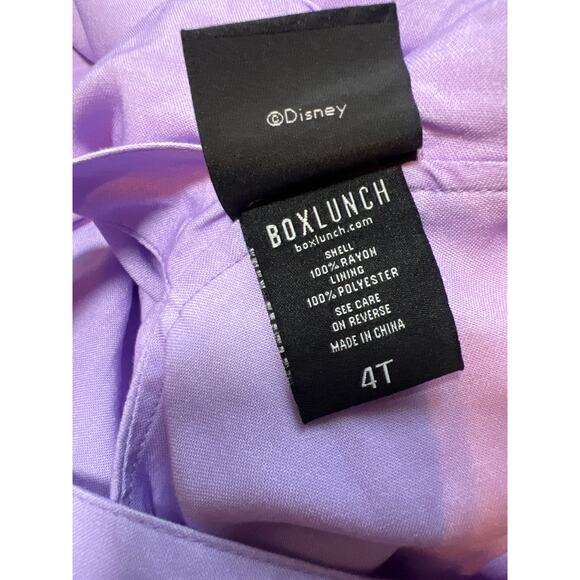 ©Disney
BOXLUNCH
boxlunch.com
SHELL
100% RAYON
LINING
100% POLYESTER
SEE CARE
ON REVERSE
MADE IN CHINA
4T